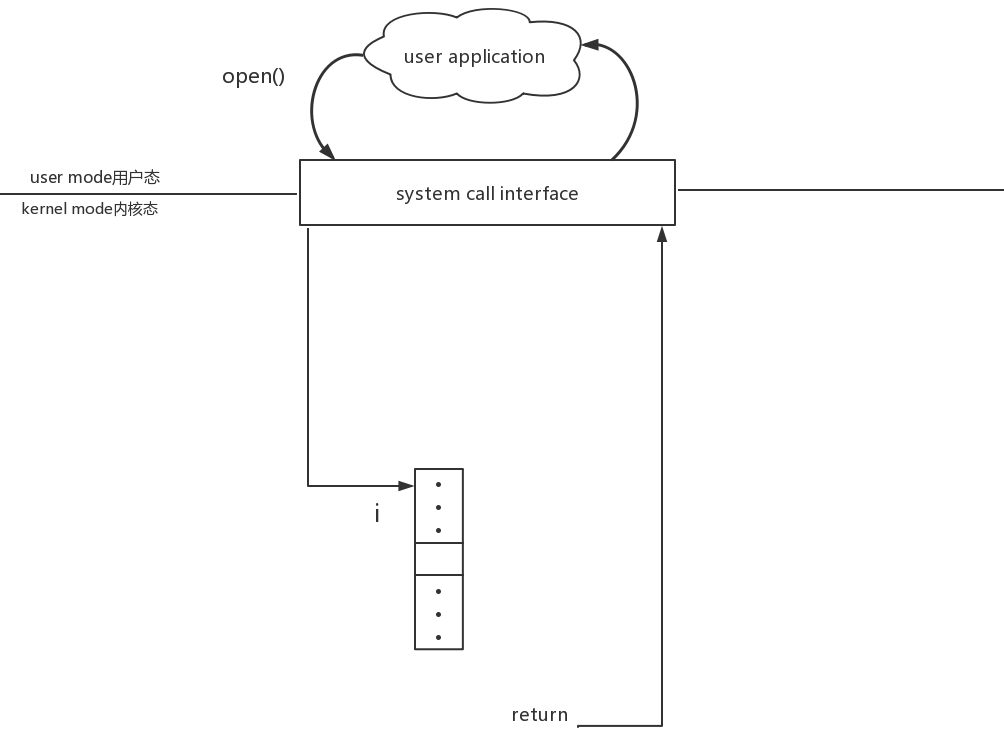 user application
open()
user mode用户态
system call interface
kernel mode内核态
i
return